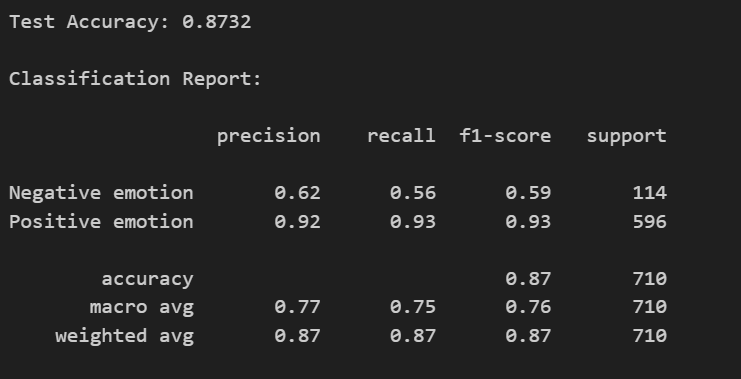 Test Accuracy: 0.8732
Classification Report:
precision recall f1-score support
Negative emotion 0.62 0.56 0.59 114
Positive emotion 0.92 0.93 0.93 596
accuracy 0.87 710
macro avg 0.77 0.75 0.76 710
weighted avg 0.87 0.87 0.87 710